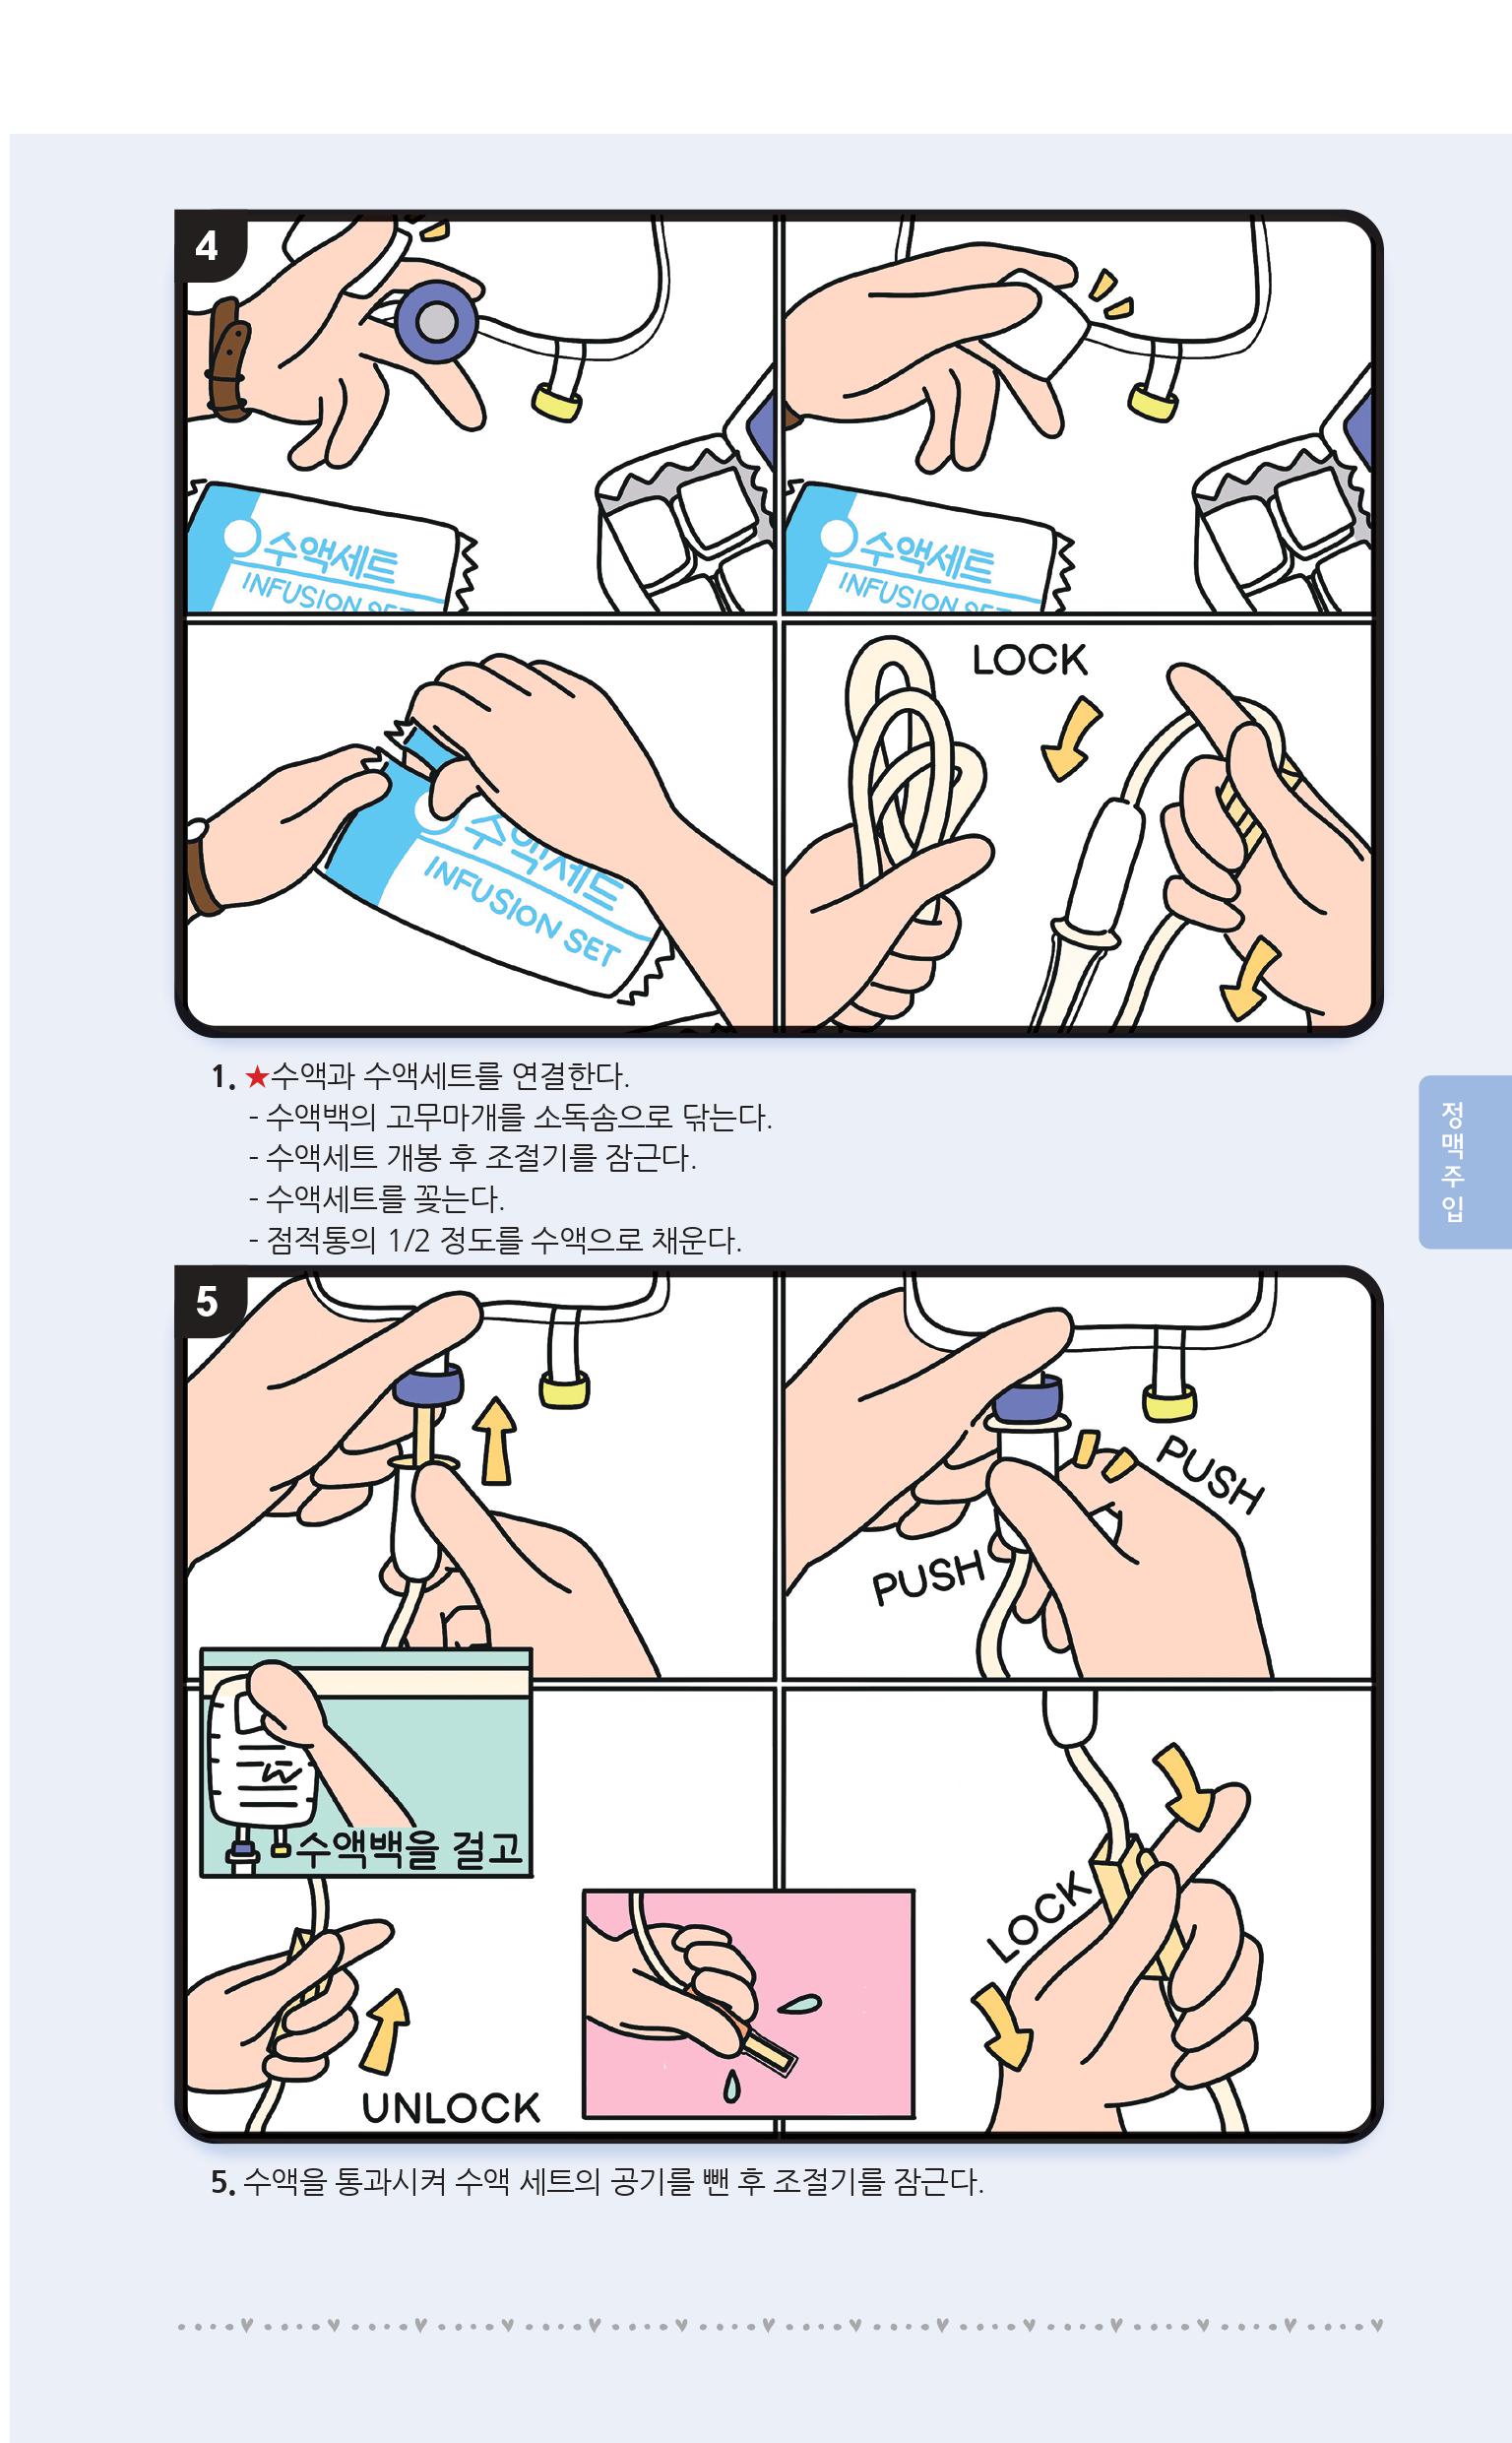 4
수액세트
INFUSION SET
수액세트
INFUSION SET
수액세트
INFUSION SET
LOCK
1. ★수액과 수액세트를 연결한다.
- 수액백의 고무마개를 소독솜으로 닦는다.
- 수액세트 개봉 후 조절기를 잠근다.
- 수액세트를 꽂는다.
- 점적통의 1/2 정도를 수액으로 채운다.
정맥주입
5
PUSH
PUSH
수액백을 걸고
UNLOCK
LOCK
5. 수액을 통과시켜 수액 세트의 공기를 뺀 후 조절기를 잠근다.